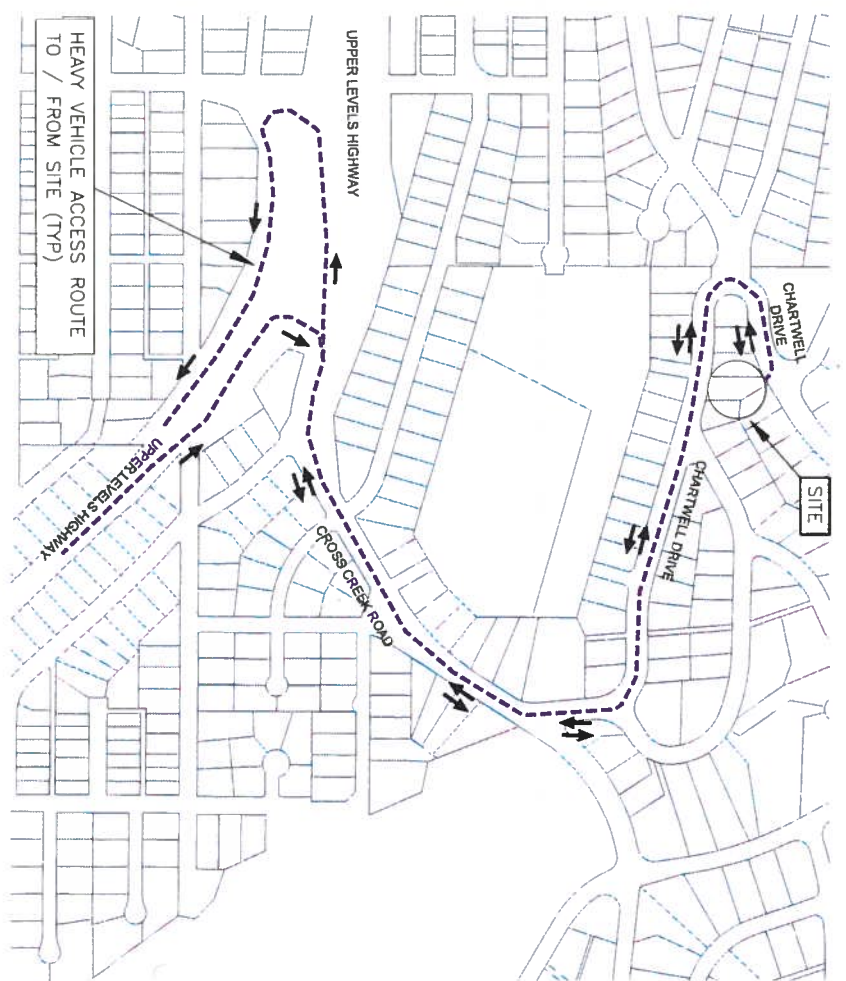 UPPER LEVELS HIGHWAY
HEAVY VEHICLE ACCESS ROUTE
TO / FROM SITE (TYP)
CHARTWELL
DRIVE
SITE
CHARTWELL DRIVE
UPPER LEVELS HIGHWAY
CROSS CREEK ROAD